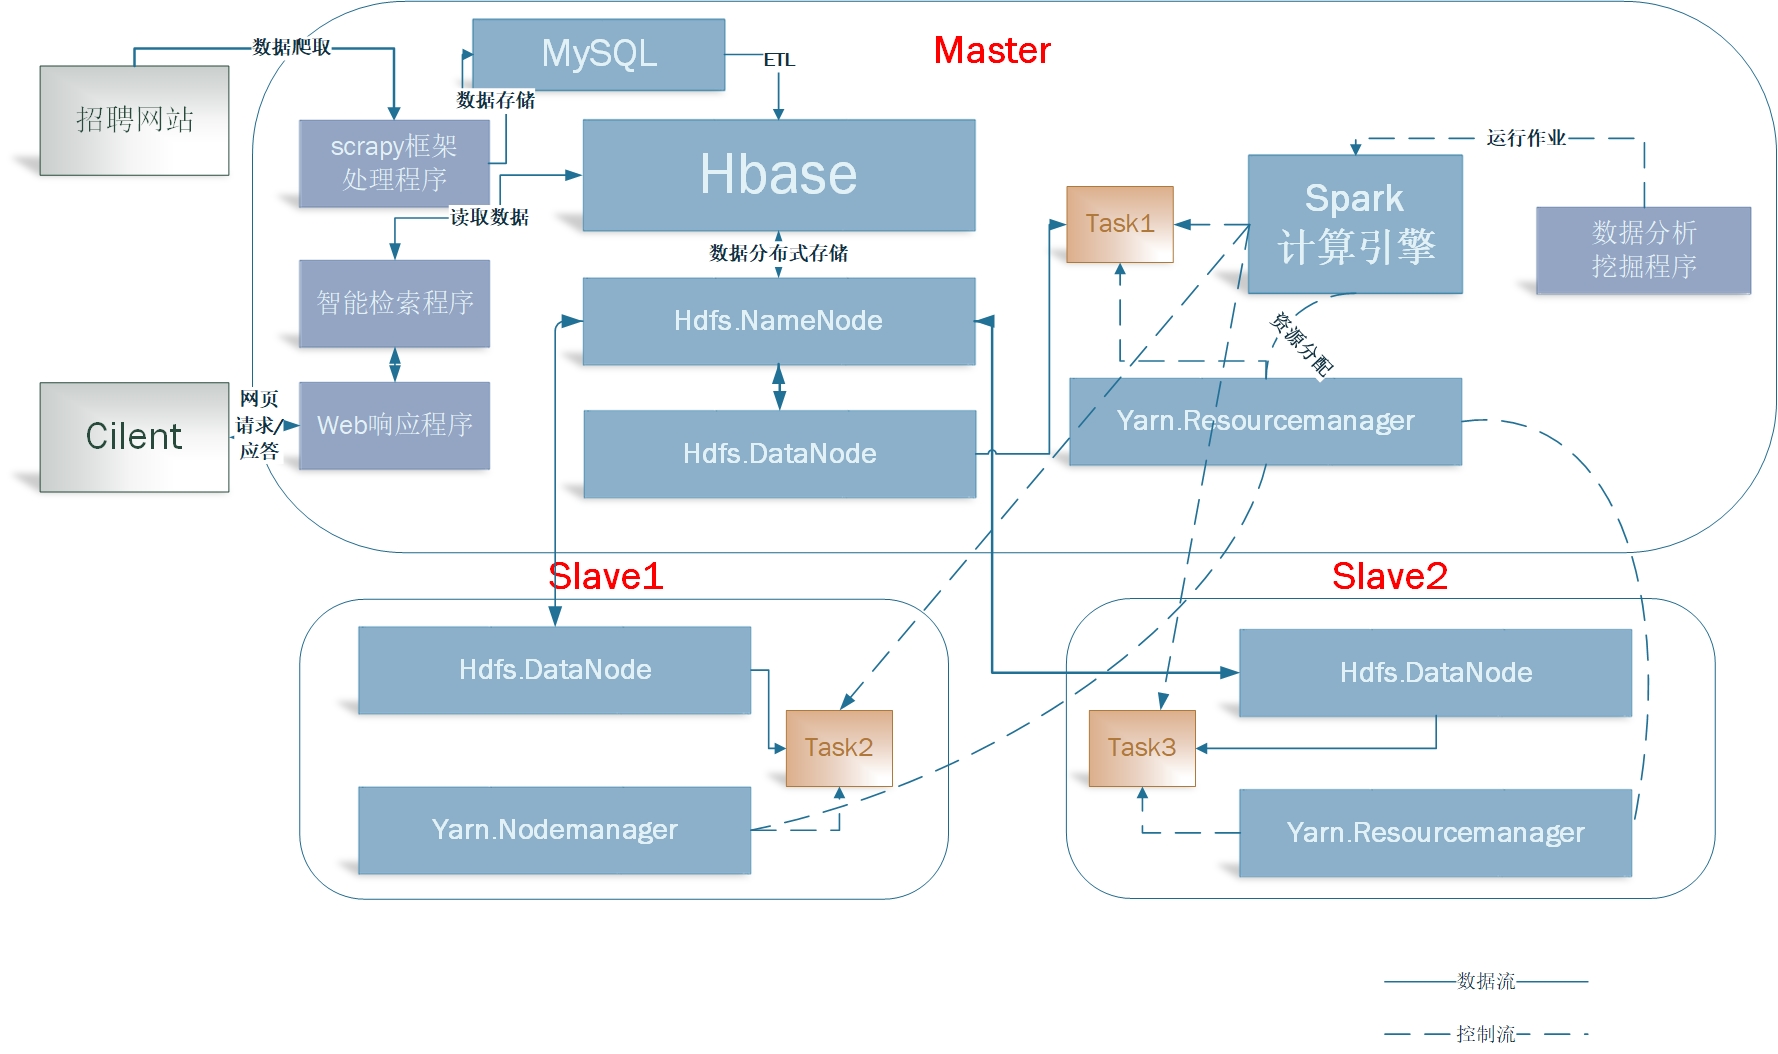 Master
数据爬取
MySQL
ETL
招聘网站
数据存储
scrapy框架
处理程序
Hbase
运行作业
Spark
计算引擎
Task1
数据分析
挖掘程序
读取数据
数据分布式存储
智能检索程序
Hdfs.NameNode
资源分配
Cilent
网页
请求/
应答
Web响应程序
Hdfs.DataNode
Yarn.Resourcemanager
Slave1
Slave2
Hdfs.DataNode
Task2
Yarn.Nodemanager
Hdfs.DataNode
Task3
Yarn.Resourcemanager
数据流
控制流